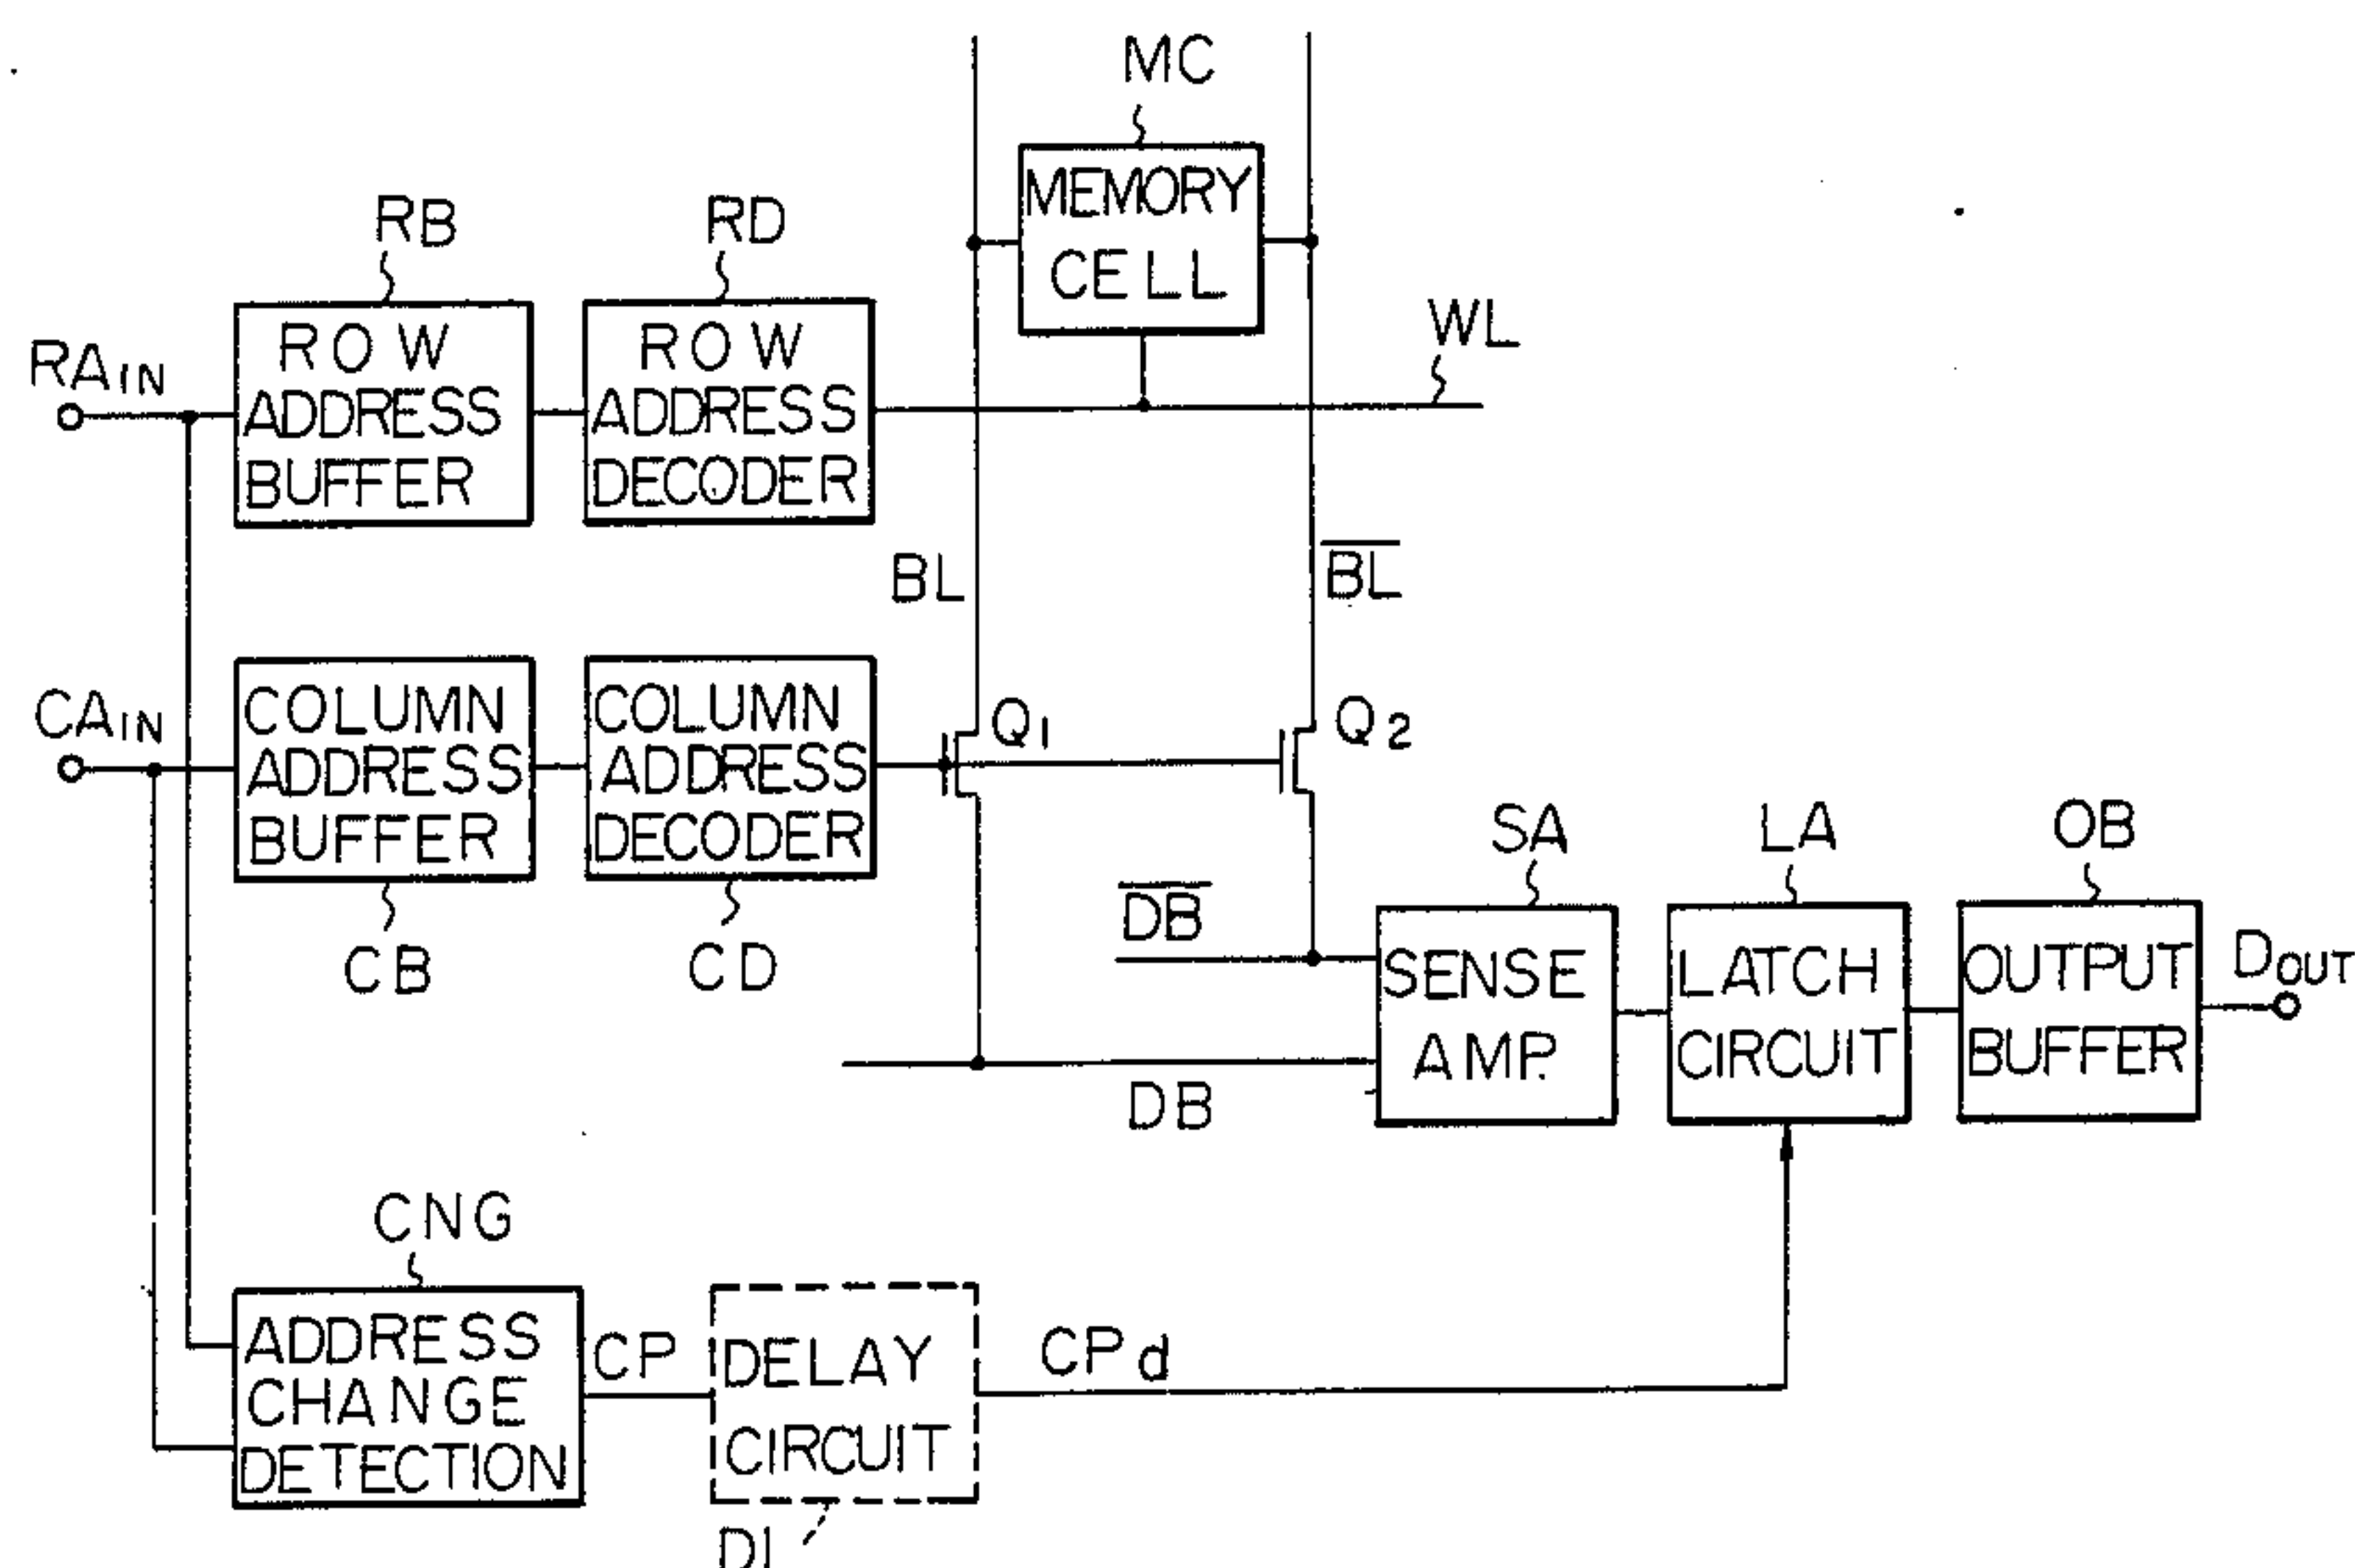 MC
MEMORY
CELL
RB
RD
WL
RAIN
ROW
ADDRESS
BUFFER
ROW
ADDRESS
DECODER
BL
BL
CAIN
COLUMN
ADDRESS
BUFFER
COLUMN
ADDRESS
DECODER
Q1
Q2
CB
CD
DB
DB
SA
LA
OB
SENSE
AMP.
LATCH
CIRCUIT
OUTPUT
BUFFER
DOUT
CNG
ADDRESS
CHANGE
DETECTION
CP
DELAY
CIRCUIT
CPd